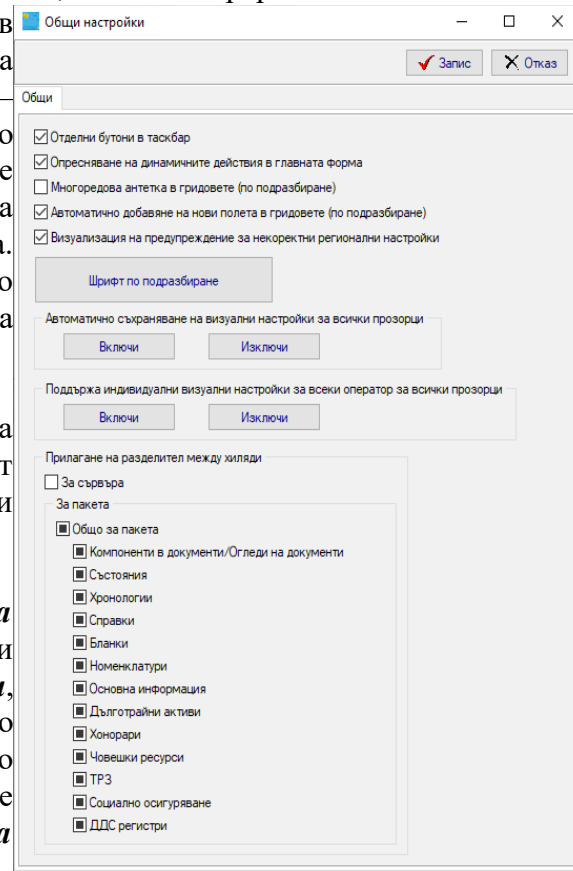 Общи настройки
Запис Отказ
Общи
Отделни бутони в таскбар
Опресняване на динамичните действия в главната форма
Многоредова антетка в гридовете (по подразбиране)
Автоматично добавяне на нови полета в гридовете (по подразбиране)
Визуализация на предупреждение за некоректни регионални настройки
Шрифт по подразбиране
Автоматично съхраняване на визуални настройки за всички прозорци
Включи Изключи
Поддържа индивидуални визуални настройки за всеки оператор за всички прозорци
Включи Изключи
Прилагане на разделител между хиляди
За сървъра
За пакета
Общо за пакета
Компоненти в документи/Огледи на документи
Състояния
Хронологии
Справки
Бланки
Номенклатури
Основна информация
Дълготрайни активи
Хонорари
Човешки ресурси
ТРЗ
Социално осигуряване
ДДС регистри